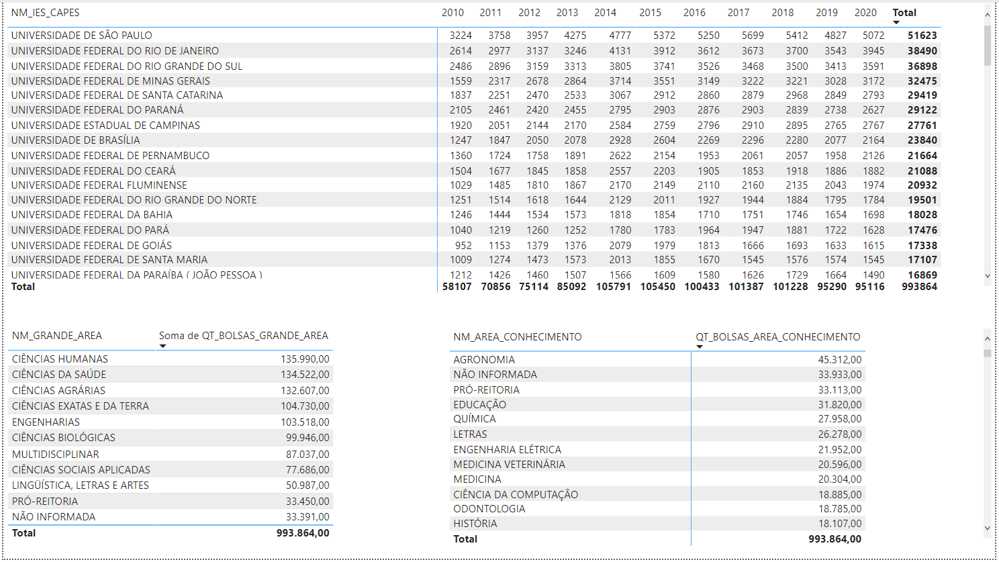 NM_IES_CAPES 2010 2011 2012 2013 2014 2015 2016 2017 2018 2019 2020 Total
UNIVERSIDADE DE SÃO PAULO 3224 3758 3957 4275 4777 5372 5250 5699 5412 4827 5072 51623
UNIVERSIDADE FEDERAL DO RIO DE JANEIRO 2614 2977 3137 3246 4131 3912 3612 3673 3700 3543 3945 38490
UNIVERSIDADE FEDERAL DO RIO GRANDE DO SUL 2486 2896 3159 3313 3805 3741 3526 3468 3500 3413 3591 36898
UNIVERSIDADE FEDERAL DE MINAS GERAIS 1559 2317 2678 2864 3714 3551 3149 3222 3221 3028 3172 32475
UNIVERSIDADE FEDERAL DE SANTA CATARINA 1837 2251 2470 2533 3067 2912 2860 2879 2968 2849 2793 29419
UNIVERSIDADE FEDERAL DO PARANÁ 2105 2461 2420 2455 2795 2903 2876 2903 2839 2738 2627 29122
UNIVERSIDADE ESTADUAL DE CAMPINAS 1920 2051 2144 2170 2584 2759 2796 2910 2895 2765 2767 27761
UNIVERSIDADE DE BRASÍLIA 1247 1847 2050 2078 2928 2604 2269 2296 2280 2077 2164 23840
UNIVERSIDADE FEDERAL DE PERNAMBUCO 1360 1724 1758 1891 2622 2154 1953 2061 2057 1958 2126 21664
UNIVERSIDADE FEDERAL DO CEARÁ 1504 1677 1845 1858 2557 2203 1905 1853 1918 1886 1882 21088
UNIVERSIDADE FEDERAL FLUMINENSE 1029 1485 1810 1867 2170 2149 2110 2160 2135 2043 1974 20932
UNIVERSIDADE FEDERAL DO RIO GRANDE DO NORTE 1251 1514 1618 1644 2129 2011 1927 1944 1884 1795 1784 19501
UNIVERSIDADE FEDERAL DA BAHIA 1246 1444 1534 1573 1818 1854 1710 1751 1746 1654 1698 18028
UNIVERSIDADE FEDERAL DO PARÁ 1040 1219 1260 1252 1780 1783 1964 1947 1881 1722 1628 17476
UNIVERSIDADE FEDERAL DE GOIÁS 952 1153 1379 1376 2079 1979 1813 1666 1693 1633 1615 17338
UNIVERSIDADE FEDERAL DE SANTA MARIA 1009 1274 1473 1573 2013 1855 1670 1545 1576 1574 1545 17107
UNIVERSIDADE FEDERAL DA PARAÍBA ( JOÃO PESSOA ) 1212 1426 1460 1507 1566 1609 1580 1626 1729 1664 1490 16869
Total 58107 70856 75114 85092 105791 105450 100433 101387 101228 95290 95116 993864
NM_GRANDE_AREA Soma de QT_BOLSAS_GRANDE_AREA
CIÊNCIAS HUMANAS 135.990,00
CIÊNCIAS DA SAÚDE 134.522,00
CIÊNCIAS AGRÁRIAS 132.607,00
CIÊNCIAS EXATAS E DA TERRA 104.730,00
ENGENHARIAS 103.518,00
CIÊNCIAS BIOLÓGICAS 99.946,00
MULTIDISCIPLINAR 87.037,00
CIÊNCIAS SOCIAIS APLICADAS 77.686,00
LINGÜÍSTICA, LETRAS E ARTES 50.987,00
PRÓ-REITORIA 33.450,00
NÃO INFORMADA 33.391,00
Total 993.864,00
NM_AREA_CONHECIMENTO QT_BOLSAS_AREA_CONHECIMENTO
AGRONOMIA 45.312,00
NÃO INFORMADA 33.933,00
PRÓ-REITORIA 33.113,00
EDUCAÇÃO 31.820,00
QUÍMICA 27.958,00
LETRAS 26.278,00
ENGENHARIA ELÉTRICA 21.952,00
MEDICINA VETERINÁRIA 20.596,00
MEDICINA 20.304,00
CIÊNCIA DA COMPUTAÇÃO 18.885,00
ODONTOLOGIA 18.785,00
HISTÓRIA 18.107,00
Total 993.864,00